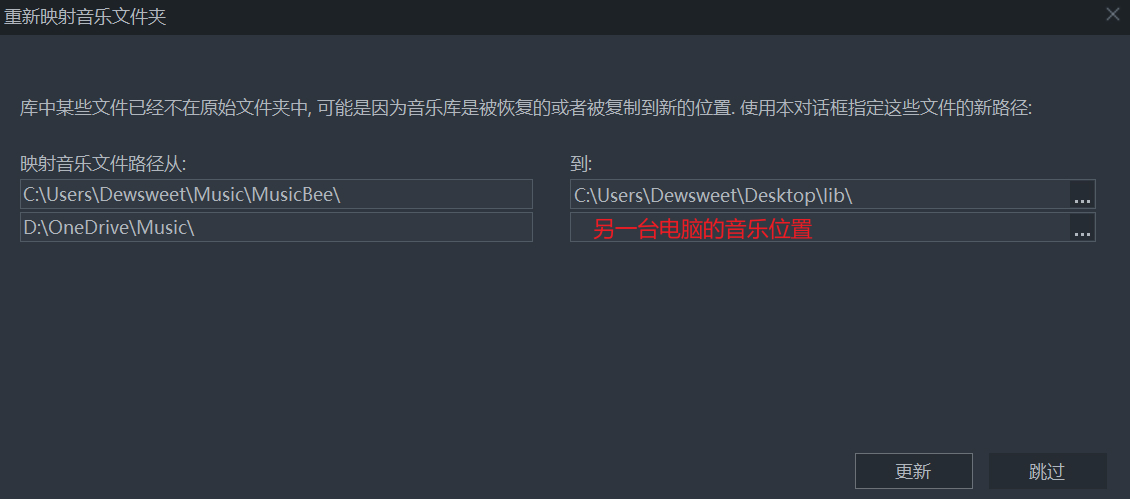 重新映射音乐文件夹
库中某些文件已经不在原始文件夹中, 可能是因为音乐库是被恢复的或者被复制到新的位置. 使用本对话框指定这些文件的新路径:
映射音乐文件路径从:
到:
C:\Users\Dewsweet\Music\MusicBee\
C:\Users\Dewsweet\Desktop\lib\
...
D:\OneDrive\Music\
另一台电脑的音乐位置
...
更新
跳过